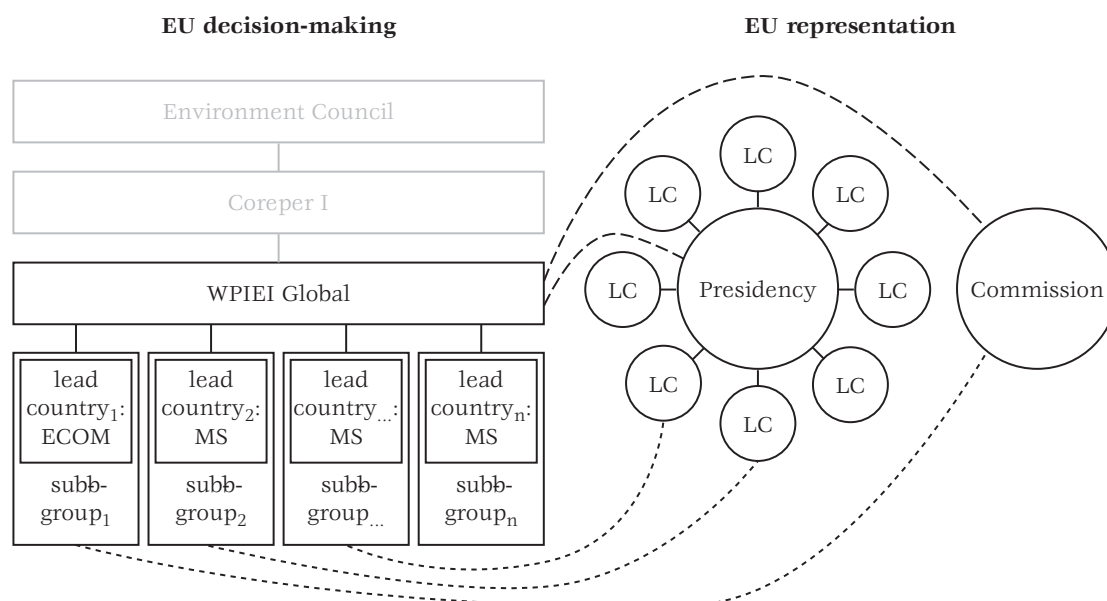 EU decision-making
EU representation
Environment Council
Coreper I
WPIEI Global
lead
country₁:
ECOM
subb-
group₁
lead
country₂:
MS
subb-
group₂
lead
country...:
MS
subb-
group...
lead
countryₙ:
MS
subb-
groupₙ
LC
LC
LC
LC
Presidency
LC
Commission
LC
LC
LC